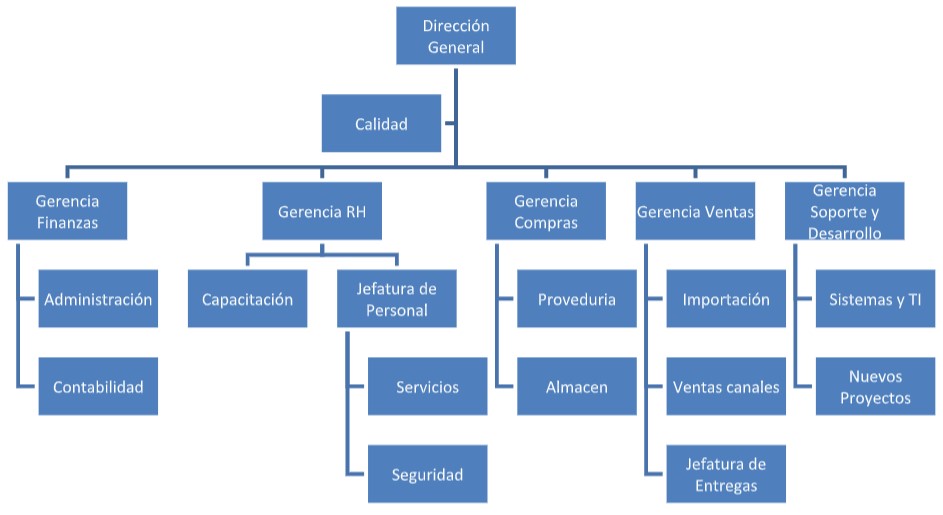 Dirección
General
Calidad
Gerencia
Finanzas
Gerencia RH
Gerencia
Compras
Gerencia Ventas
Gerencia
Soporte y
Desarrollo
Administración
Capacitación
Jefatura de
Personal
Proveduria
Importación
Sistemas y TI
Contabilidad
Servicios
Almacen
Ventas canales
Nuevos
Proyectos
Seguridad
Jefatura de
Entregas